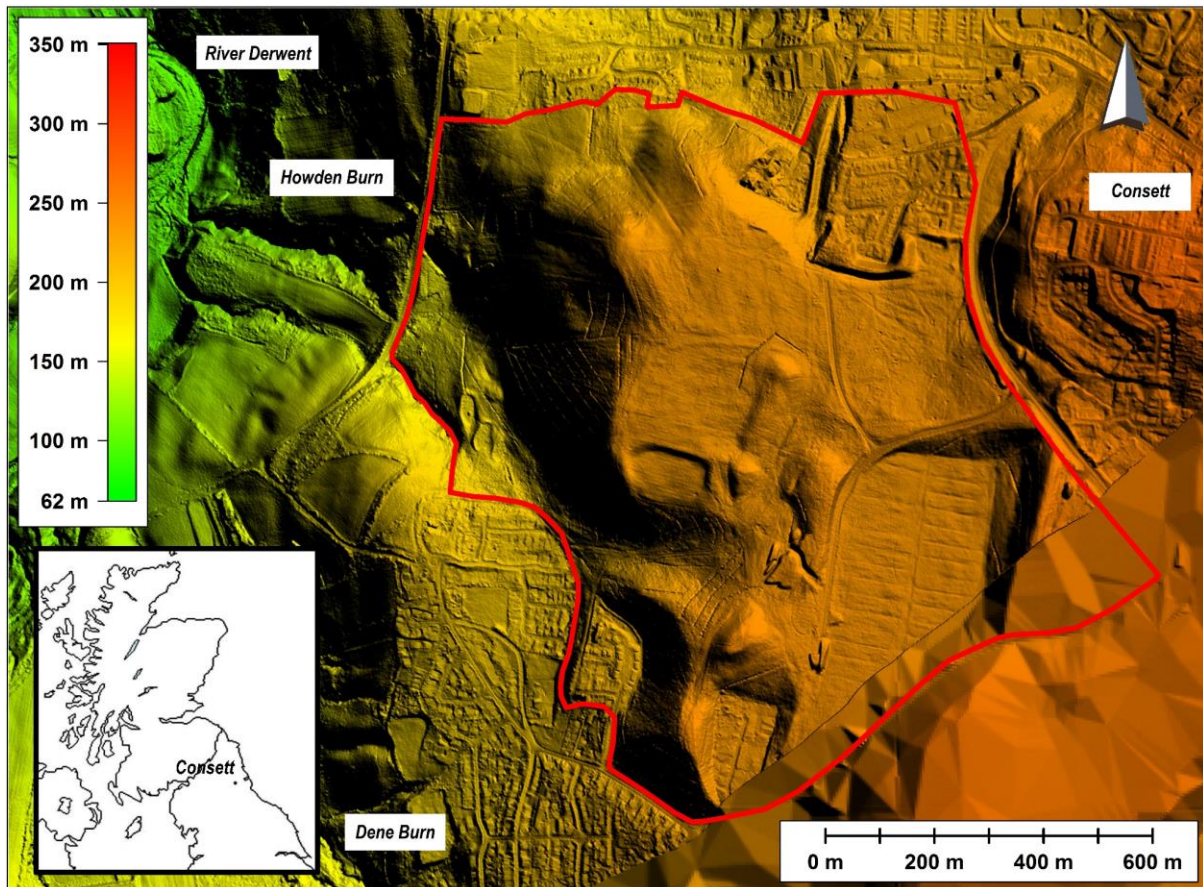 350 m
300 m
250 m
200 m
150 m
100 m
62 m
River Derwent
Howden Burn
Consett
Consett
Dene Burn
0 m 200 m 400 m 600 m